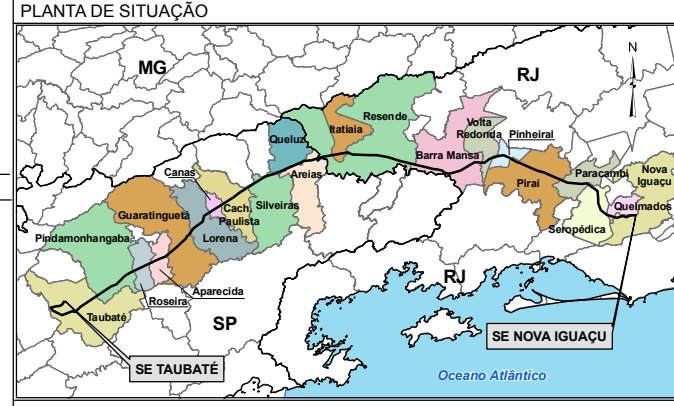 PLANTA DE SITUAÇÃO
MG
RJ
N
Resende
Itatiaia
Volta
Redonda
Pinheiral
Queluz
Barra Mansa
Areias
Canas
Paracambi
Nova
Iguaçu
Piraí
Guaratinguetá
Cach.
Paulista
Silveiras
Queimados
Seropédica
Pindamonhangaba
Lorena
RJ
Aparecida
Roseira
Taubaté
SP
SE NOVA IGUAÇU
SE TAUBATÉ
Oceano Atlântico